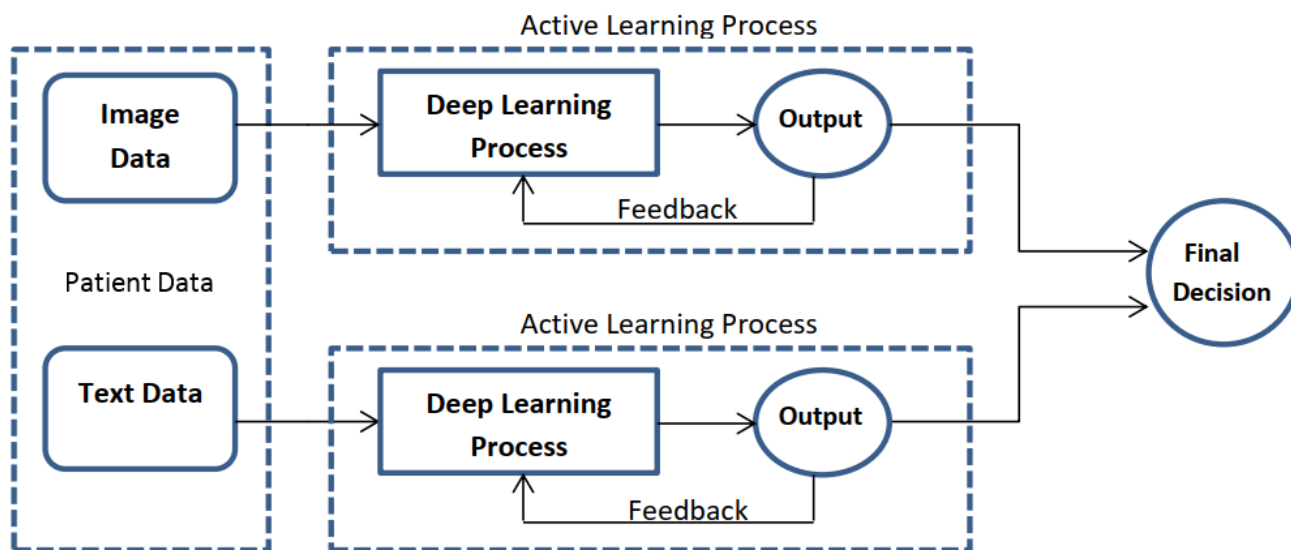 Active Learning Process
Image
Data
Deep Learning
Process
Output
Feedback
Patient Data
Final
Decision
Active Learning Process
Text Data
Deep Learning
Process
Output
Feedback